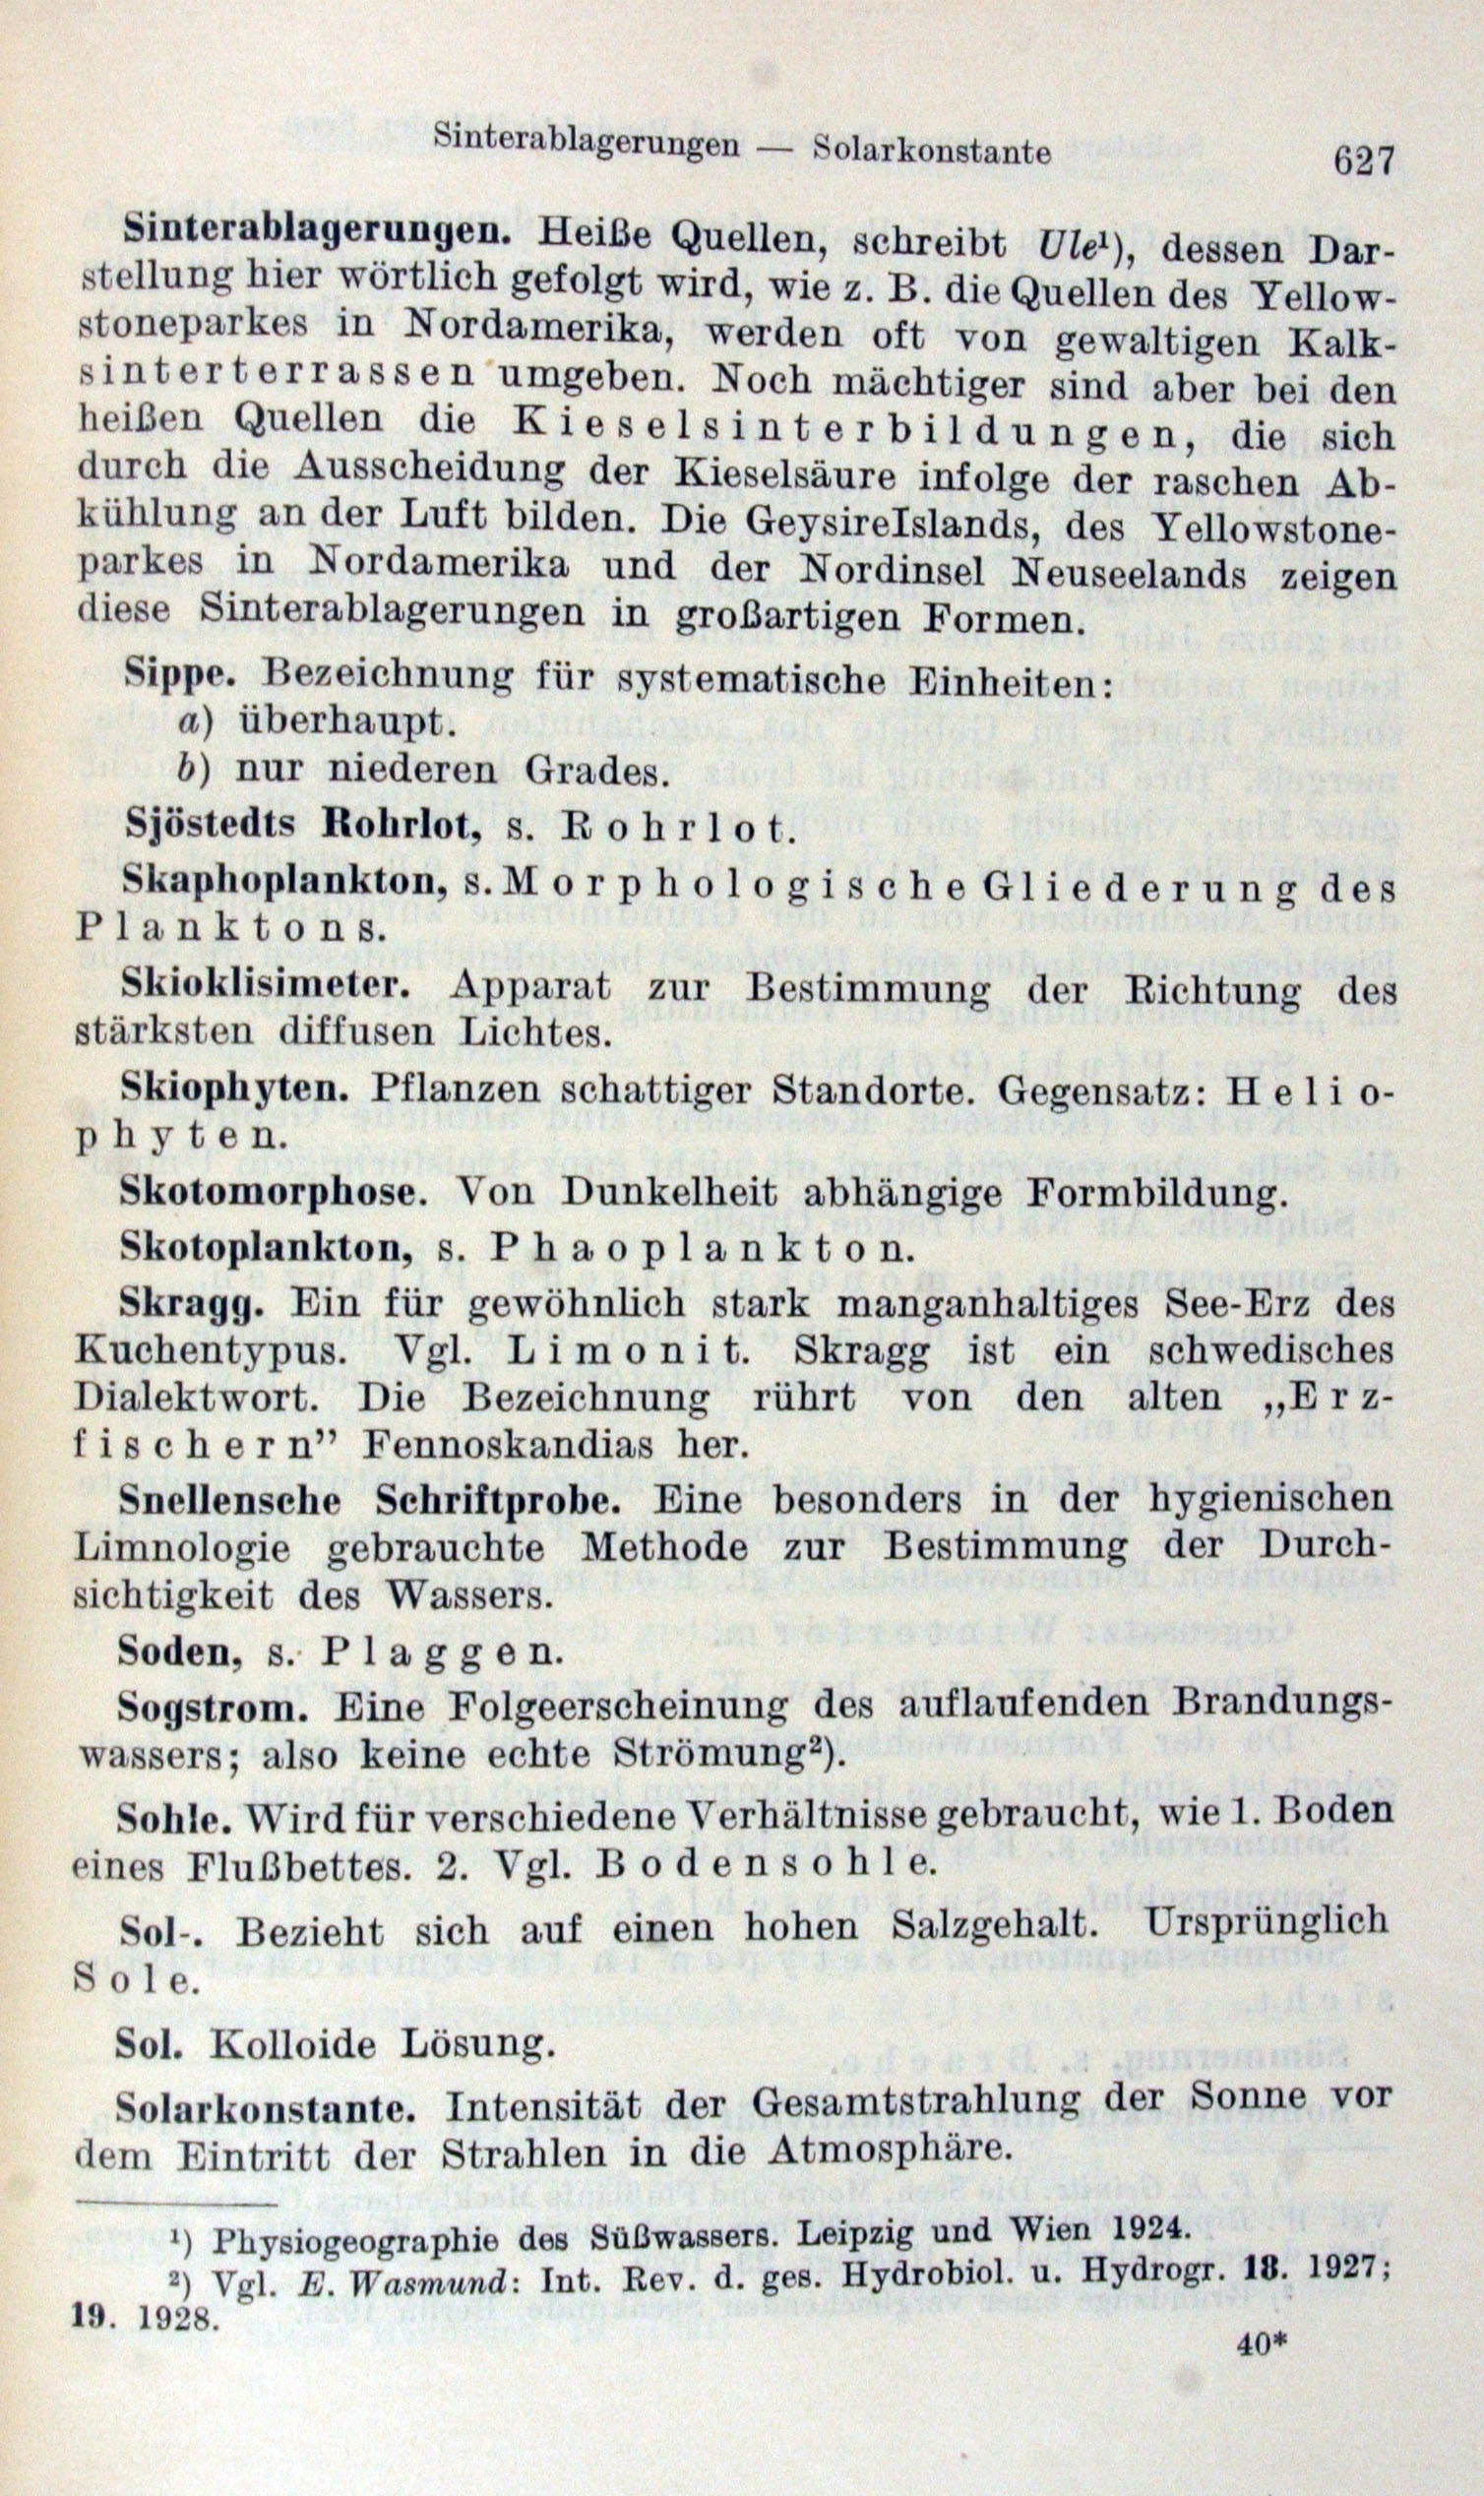 Sinterablagerungen — Solarkonstante 627
Sinterablagerungen. Heiße Quellen, schreibt Ule¹), dessen Dar-
stellung hier wörtlich gefolgt wird, wie z. B. die Quellen des Yellow-
stoneparkes in Nordamerika, werden oft von gewaltigen Kalk-
sinterterrassen umgeben. Noch mächtiger sind aber bei den
heißen Quellen die Kieselsinterbildungen, die sich
durch die Ausscheidung der Kieselsäure infolge der raschen Ab-
kühlung an der Luft bilden. Die GeysireIslands, des Yellowstone-
parkes in Nordamerika und der Nordinsel Neuseelands zeigen
diese Sinterablagerungen in großartigen Formen.
Sippe. Bezeichnung für systematische Einheiten:
a) überhaupt.
b) nur niederen Grades.
Sjöstedts Rohrlot, s. Rohrlot.
Skaphoplankton, s. Morphologische Gliederung des
Planktons.
Skioklisimeter. Apparat zur Bestimmung der Richtung des
stärksten diffusen Lichtes.
Skiophyten. Pflanzen schattiger Standorte. Gegensatz: Helio-
phyten.
Skotomorphose. Von Dunkelheit abhängige Formbildung.
Skotoplankton, s. Phaoplankton.
Skragg. Ein für gewöhnlich stark manganhaltiges See-Erz des
Kuchentypus. Vgl. Limonit. Skragg ist ein schwedisches
Dialektwort. Die Bezeichnung rührt von den alten „Erz-
fischern” Fennoskandias her.
Snellensche Schriftprobe. Eine besonders in der hygienischen
Limnologie gebrauchte Methode zur Bestimmung der Durch-
sichtigkeit des Wassers.
Soden, s. Plaggen.
Sogstrom. Eine Folgeerscheinung des auflaufenden Brandungs-
wassers; also keine echte Strömung²).
Sohle. Wird für verschiedene Verhältnisse gebraucht, wie 1. Boden
eines Flußbettes. 2. Vgl. Bodensohle.
Sol-. Bezieht sich auf einen hohen Salzgehalt. Ursprünglich
Sole.
Sol. Kolloide Lösung.
Solarkonstante. Intensität der Gesamtstrahlung der Sonne vor
dem Eintritt der Strahlen in die Atmosphäre.
¹) Physiogeographie des Süßwassers. Leipzig und Wien 1924.
²) Vgl. E. Wasmund: Int. Rev. d. ges. Hydrobiol. u. Hydrogr. 18. 1927;
19. 1928.
40*